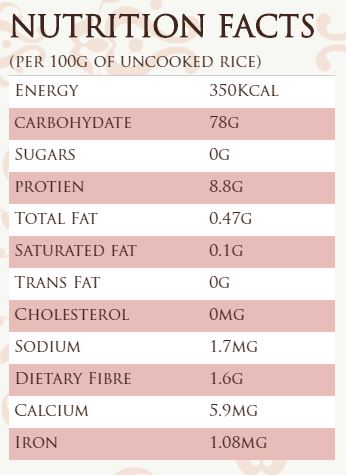 NUTRITION FACTS
(PER 100G OF UNCOOKED RICE)
ENERGY 350KCAL
CARBOHYDATE 78G
SUGARS 0G
PROTIEN 8.8G
TOTAL FAT 0.47G
SATURATED FAT 0.1G
TRANS FAT 0G
CHOLESTEROL 0MG
SODIUM 1.7MG
DIETARY FIBRE 1.6G
CALCIUM 5.9MG
IRON 1.08MG